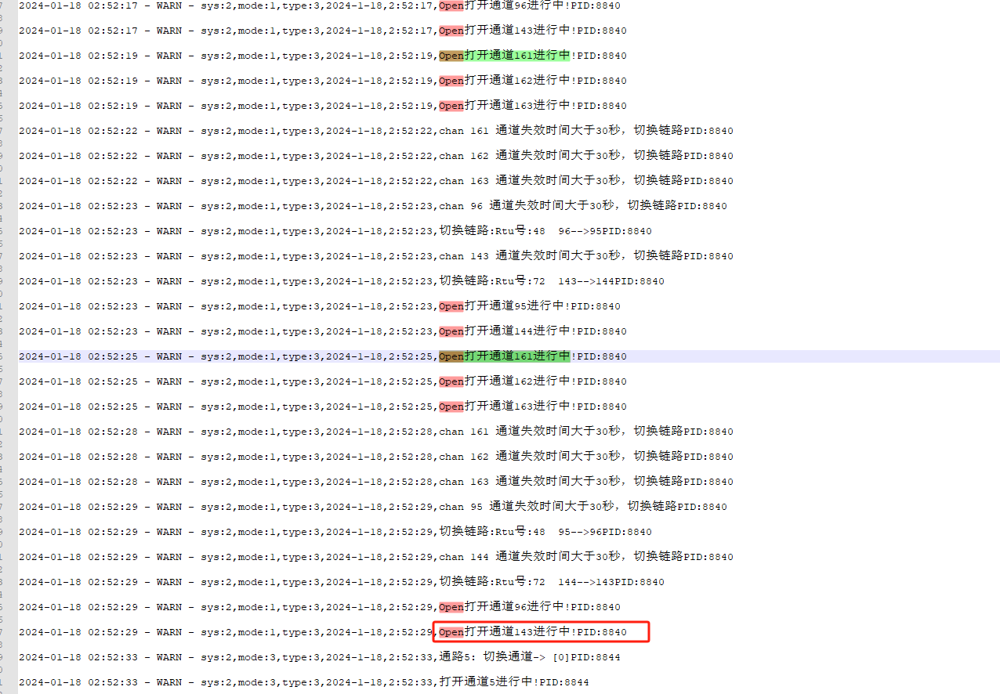 2024-01-18 02:52:17 - WARN - sys:2,mode:1,type:3,2024-1-18,2:52:17,Open打开通道96进行中!PID:8840
2024-01-18 02:52:17 - WARN - sys:2,mode:1,type:3,2024-1-18,2:52:17,Open打开通道143进行中!PID:8840
2024-01-18 02:52:19 - WARN - sys:2,mode:1,type:3,2024-1-18,2:52:19,Open打开通道161进行中!PID:8840
2024-01-18 02:52:19 - WARN - sys:2,mode:1,type:3,2024-1-18,2:52:19,Open打开通道162进行中!PID:8840
2024-01-18 02:52:19 - WARN - sys:2,mode:1,type:3,2024-1-18,2:52:19,Open打开通道163进行中!PID:8840
2024-01-18 02:52:22 - WARN - sys:2,mode:1,type:3,2024-1-18,2:52:22,chan 161 通道失效时间大于30秒，切换链路PID:8840
2024-01-18 02:52:22 - WARN - sys:2,mode:1,type:3,2024-1-18,2:52:22,chan 162 通道失效时间大于30秒，切换链路PID:8840
2024-01-18 02:52:22 - WARN - sys:2,mode:1,type:3,2024-1-18,2:52:22,chan 163 通道失效时间大于30秒，切换链路PID:8840
2024-01-18 02:52:23 - WARN - sys:2,mode:1,type:3,2024-1-18,2:52:23,chan 96 通道失效时间大于30秒，切换链路PID:8840
2024-01-18 02:52:23 - WARN - sys:2,mode:1,type:3,2024-1-18,2:52:23,切换链路:Rtu号:48  96-->95PID:8840
2024-01-18 02:52:23 - WARN - sys:2,mode:1,type:3,2024-1-18,2:52:23,chan 143 通道失效时间大于30秒，切换链路PID:8840
2024-01-18 02:52:23 - WARN - sys:2,mode:1,type:3,2024-1-18,2:52:23,切换链路:Rtu号:72  143-->144PID:8840
2024-01-18 02:52:23 - WARN - sys:2,mode:1,type:3,2024-1-18,2:52:23,Open打开通道95进行中!PID:8840
2024-01-18 02:52:23 - WARN - sys:2,mode:1,type:3,2024-1-18,2:52:23,Open打开通道144进行中!PID:8840
2024-01-18 02:52:25 - WARN - sys:2,mode:1,type:3,2024-1-18,2:52:25,Open打开通道161进行中!PID:8840
2024-01-18 02:52:25 - WARN - sys:2,mode:1,type:3,2024-1-18,2:52:25,Open打开通道162进行中!PID:8840
2024-01-18 02:52:25 - WARN - sys:2,mode:1,type:3,2024-1-18,2:52:25,Open打开通道163进行中!PID:8840
2024-01-18 02:52:28 - WARN - sys:2,mode:1,type:3,2024-1-18,2:52:28,chan 161 通道失效时间大于30秒，切换链路PID:8840
2024-01-18 02:52:28 - WARN - sys:2,mode:1,type:3,2024-1-18,2:52:28,chan 162 通道失效时间大于30秒，切换链路PID:8840
2024-01-18 02:52:28 - WARN - sys:2,mode:1,type:3,2024-1-18,2:52:28,chan 163 通道失效时间大于30秒，切换链路PID:8840
2024-01-18 02:52:29 - WARN - sys:2,mode:1,type:3,2024-1-18,2:52:29,chan 95 通道失效时间大于30秒，切换链路PID:8840
2024-01-18 02:52:29 - WARN - sys:2,mode:1,type:3,2024-1-18,2:52:29,切换链路:Rtu号:48  95-->96PID:8840
2024-01-18 02:52:29 - WARN - sys:2,mode:1,type:3,2024-1-18,2:52:29,chan 144 通道失效时间大于30秒，切换链路PID:8840
2024-01-18 02:52:29 - WARN - sys:2,mode:1,type:3,2024-1-18,2:52:29,切换链路:Rtu号:72  144-->143PID:8840
2024-01-18 02:52:29 - WARN - sys:2,mode:1,type:3,2024-1-18,2:52:29,Open打开通道96进行中!PID:8840
2024-01-18 02:52:29 - WARN - sys:2,mode:1,type:3,2024-1-18,2:52:29,Open打开通道143进行中!PID:8840
2024-01-18 02:52:33 - WARN - sys:2,mode:3,type:3,2024-1-18,2:52:33,通路5：切换通道-> [0]PID:8844
2024-01-18 02:52:33 - WARN - sys:2,mode:3,type:3,2024-1-18,2:52:33,打开通道5进行中!PID:8844